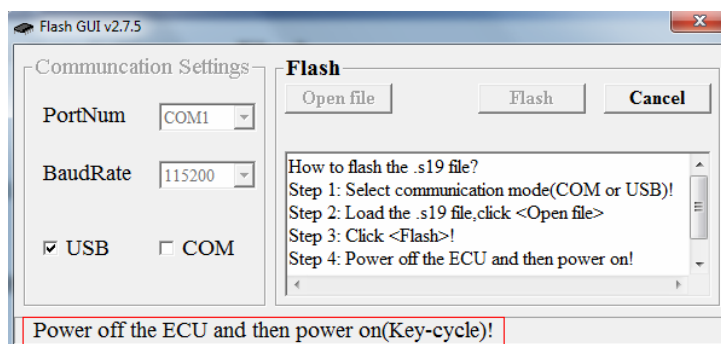 Flash GUI v2.7.5
x
Communcation Settings
PortNum
COM1
BaudRate
115200
USB
COM
Flash
Open file
Flash
Cancel
How to flash the .s19 file?
Step 1: Select communication mode(COM or USB)!
Step 2: Load the .s19 file,click <Open file>
Step 3: Click <Flash>!
Step 4: Power off the ECU and then power on!
Power off the ECU and then power on(Key-cycle)!